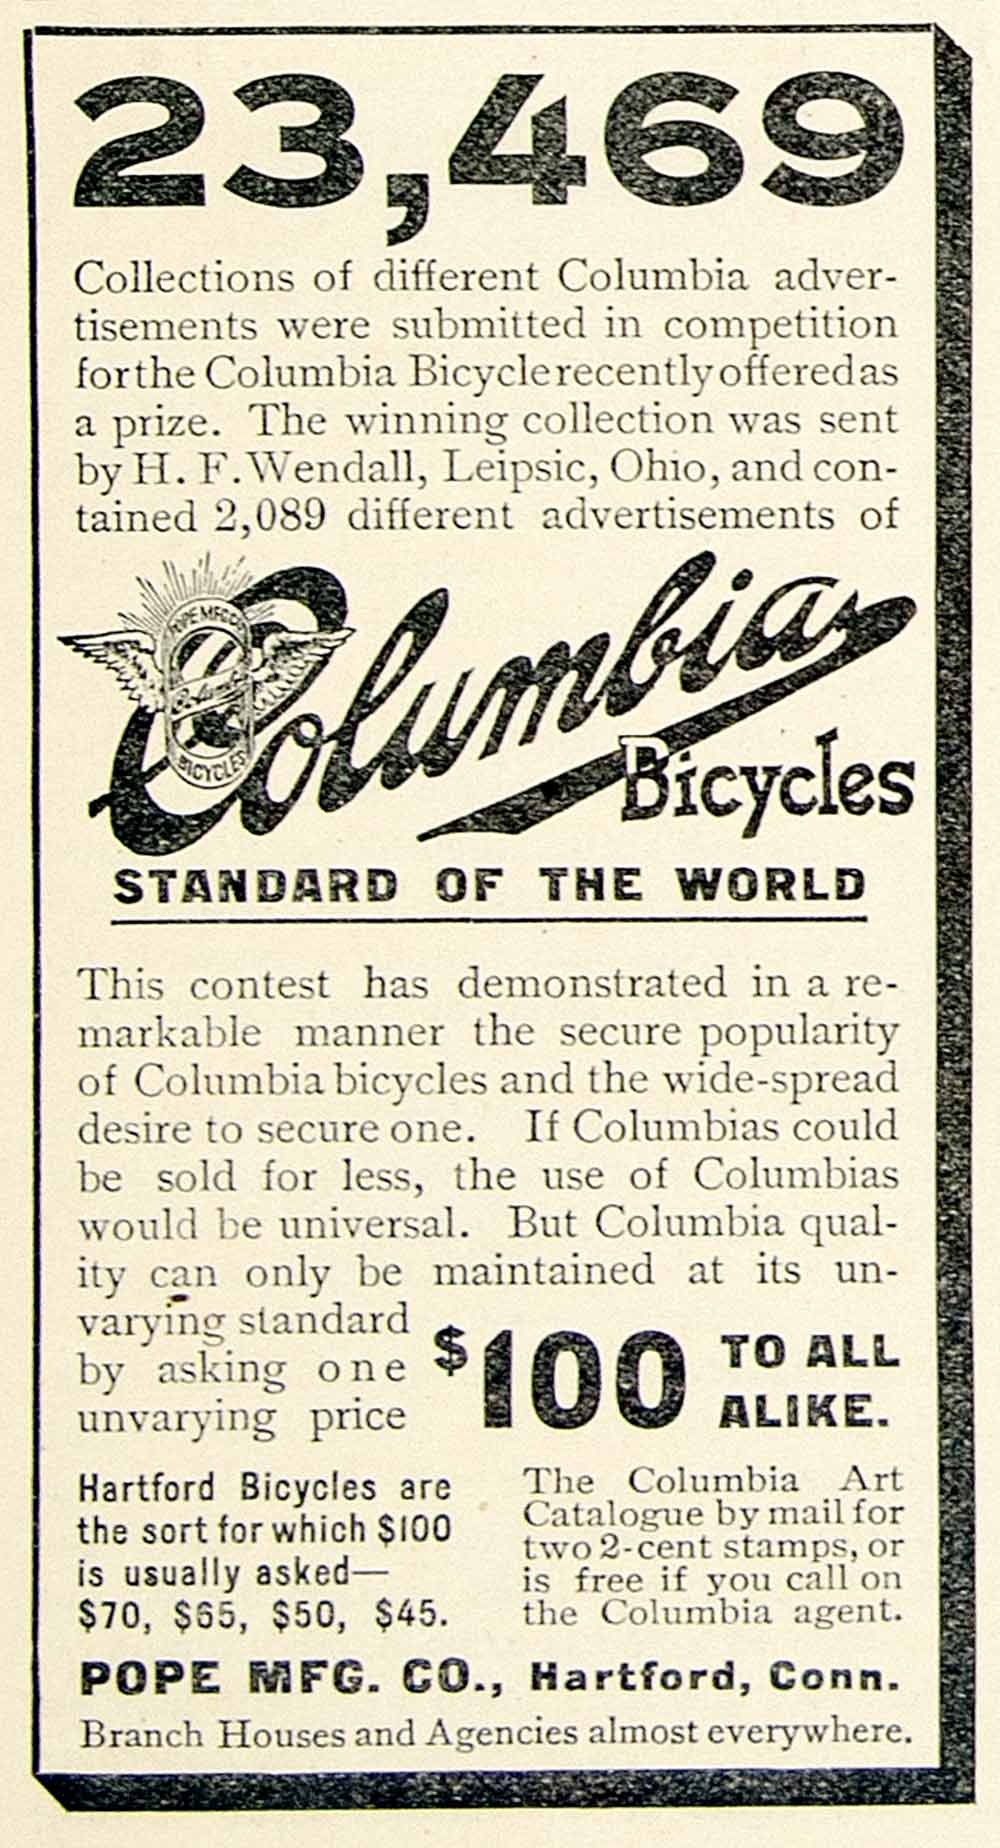 23,469
Collections of different Columbia adver-
tisements were submitted in competition
for the Columbia Bicycle recently offered as
a prize. The winning collection was sent
by H. F. Wendall, Leipsic, Ohio, and con-
tained 2,089 different advertisements of
POPE MFG CO
Columbia
BICYCLES
Columbia
Bicycles
STANDARD OF THE WORLD
This contest has demonstrated in a re-
markable manner the secure popularity
of Columbia bicycles and the wide-spread
desire to secure one. If Columbias could
be sold for less, the use of Columbias
would be universal. But Columbia qual-
ity can only be maintained at its un-
varying standard
by asking one
unvarying price
$100 TO ALL
ALIKE.
Hartford Bicycles are
the sort for which $100
is usually asked—
$70, $65, $50, $45.
The Columbia Art
Catalogue by mail for
two 2-cent stamps, or
is free if you call on
the Columbia agent.
POPE MFG. CO., Hartford, Conn.
Branch Houses and Agencies almost everywhere.